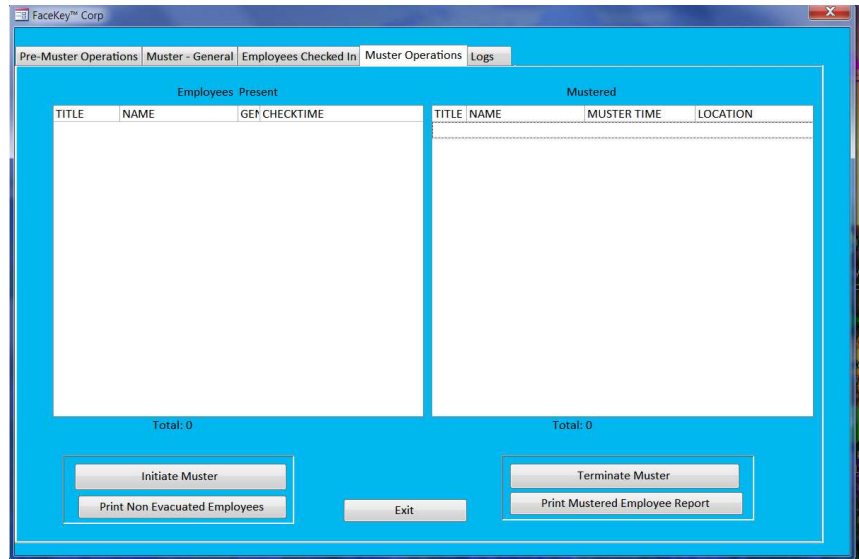 FaceKey™ Corp
Pre-Muster Operations Muster - General Employees Checked In Muster Operations Logs
Employees Present Mustered
TITLE NAME GEN CHECKTIME TITLE NAME MUSTER TIME LOCATION
Total: 0 Total: 0
Initiate Muster Terminate Muster
Print Non Evacuated Employees Exit Print Mustered Employee Report